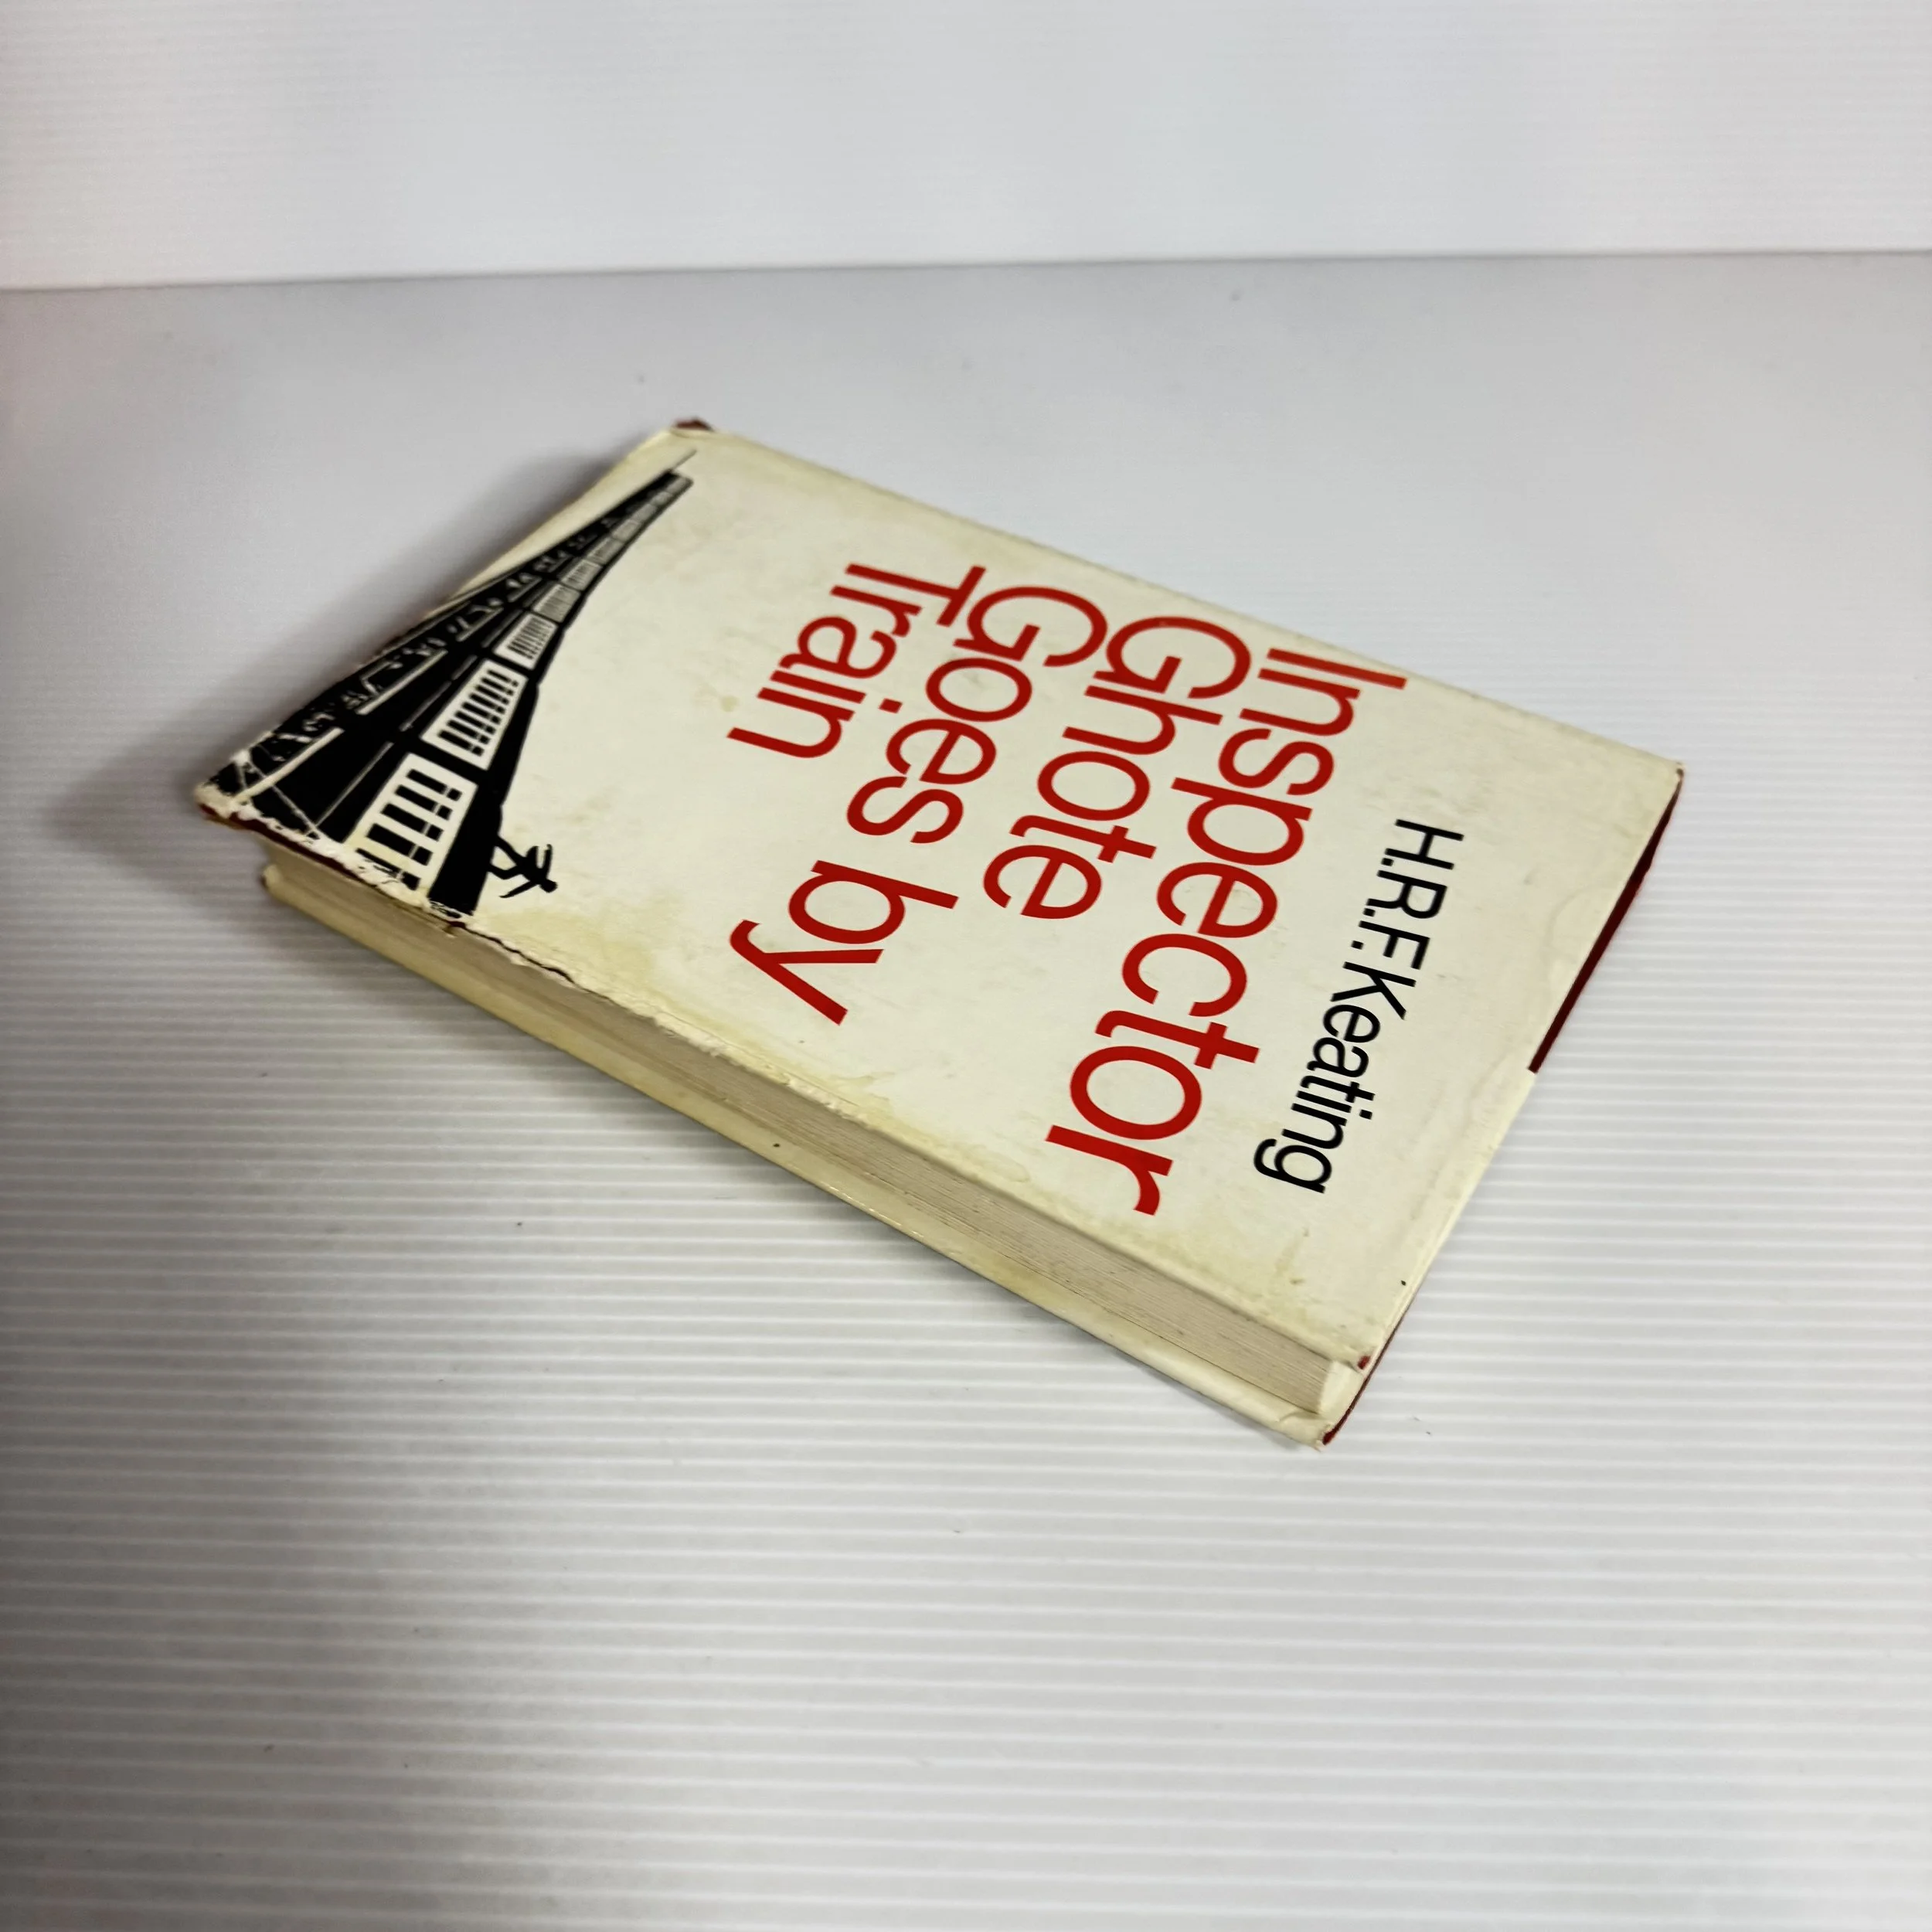 H.R.F. Keating
Inspector
Ghote
Goes by
Train